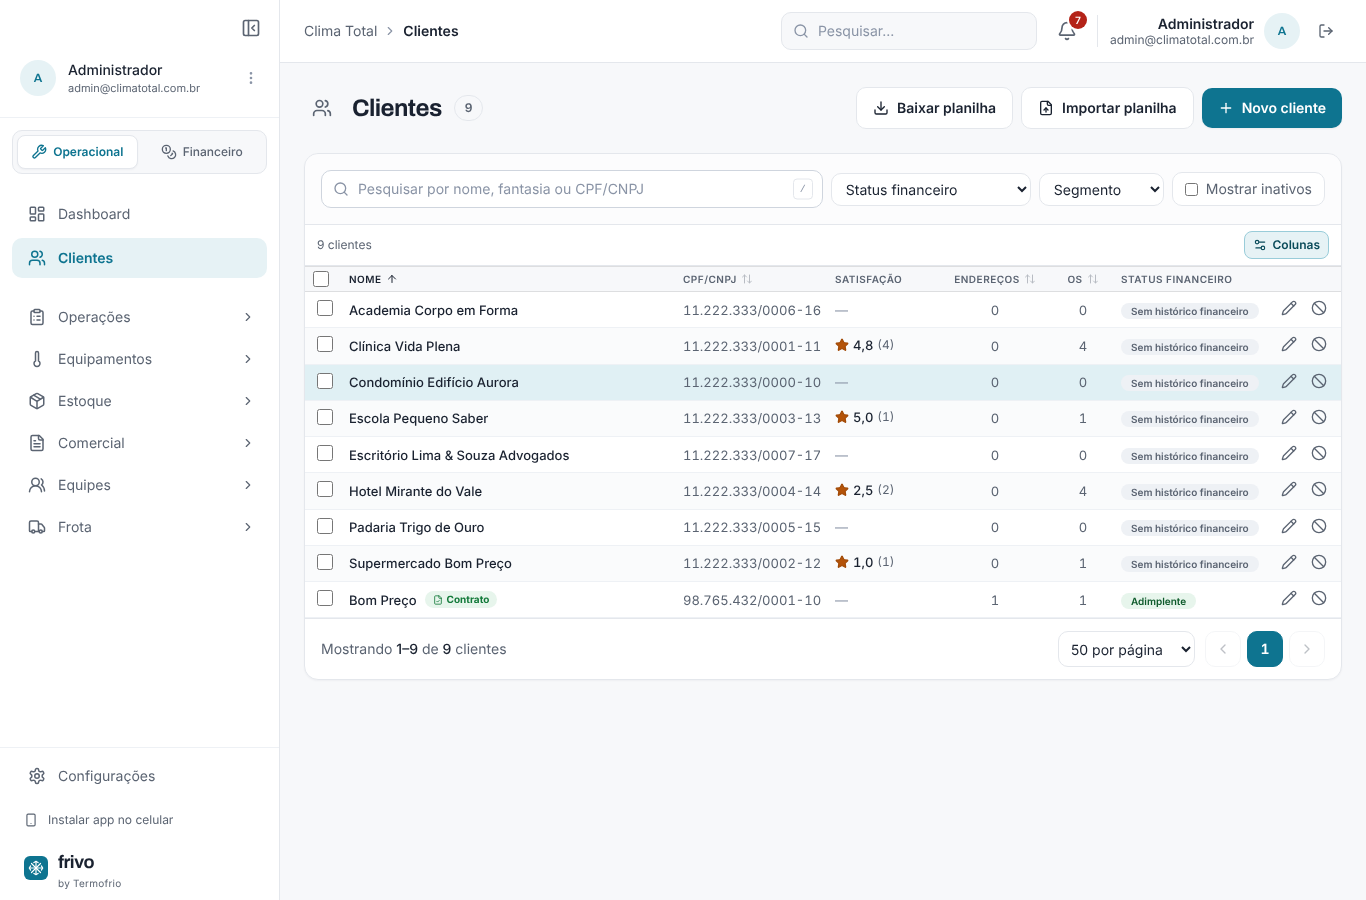 Administrador
admin@climatotal.com.br
Operacional
Financeiro
Dashboard
Clientes
Operações
Equipamentos
Estoque
Comercial
Equipes
Frota
Configurações
Instalar app no celular
frivo
by Termofrio
Clima Total > Clientes
Pesquisar...
7
Administrador
admin@climatotal.com.br
A
A
Clientes 9
Baixar planilha
Importar planilha
+ Novo cliente
Pesquisar por nome, fantasia ou CPF/CNPJ /
Status financeiro
Segmento
Mostrar inativos
9 clientes
Colunas
NOME ↑ CPF/CNPJ ↑↓ SATISFAÇÃO ENDEREÇOS ↑↓ OS ↑↓ STATUS FINANCEIRO
Academia Corpo em Forma 11.222.333/0006-16 — 0 0 Sem histórico financeiro
Clínica Vida Plena 11.222.333/0001-11 ★ 4,8 (4) 0 4 Sem histórico financeiro
Condomínio Edifício Aurora 11.222.333/0000-10 — 0 0 Sem histórico financeiro
Escola Pequeno Saber 11.222.333/0003-13 ★ 5,0 (1) 0 1 Sem histórico financeiro
Escritório Lima & Souza Advogados 11.222.333/0007-17 — 0 0 Sem histórico financeiro
Hotel Mirante do Vale 11.222.333/0004-14 ★ 2,5 (2) 0 4 Sem histórico financeiro
Padaria Trigo de Ouro 11.222.333/0005-15 — 0 0 Sem histórico financeiro
Supermercado Bom Preço 11.222.333/0002-12 ★ 1,0 (1) 0 1 Sem histórico financeiro
Bom Preço Contrato 98.765.432/0001-10 — 1 1 Adimplente
Mostrando 1–9 de 9 clientes
50 por página
1